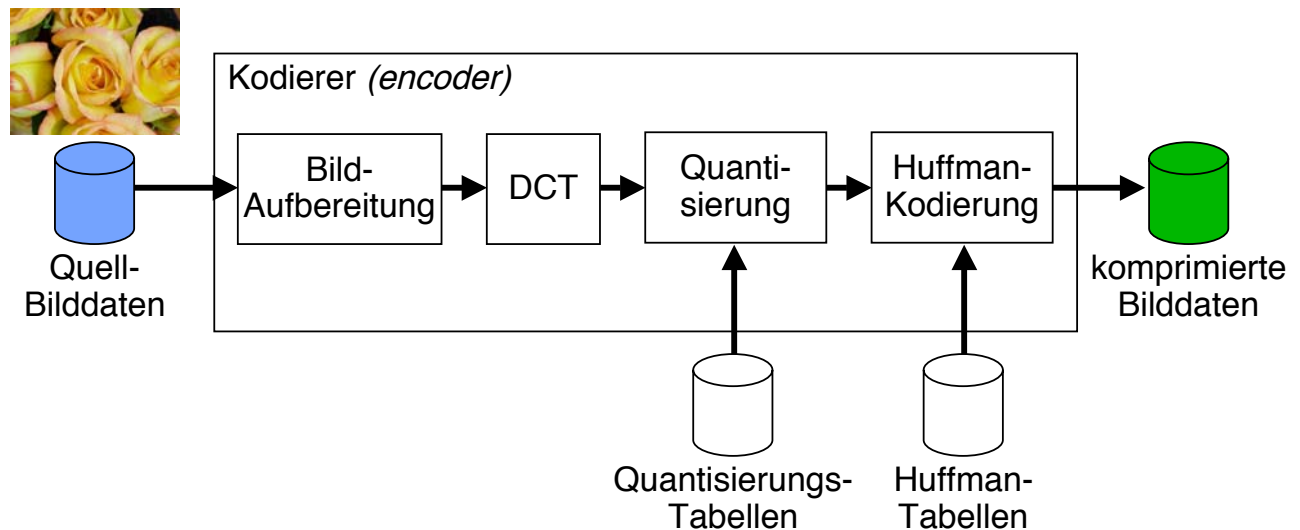 Kodierer (encoder)
Bild-
Aufbereitung
DCT
Quanti-
sierung
Huffman-
Kodierung
Quell-
Bilddaten
komprimierte
Bilddaten
Quantisierungs-
Tabellen
Huffman-
Tabellen